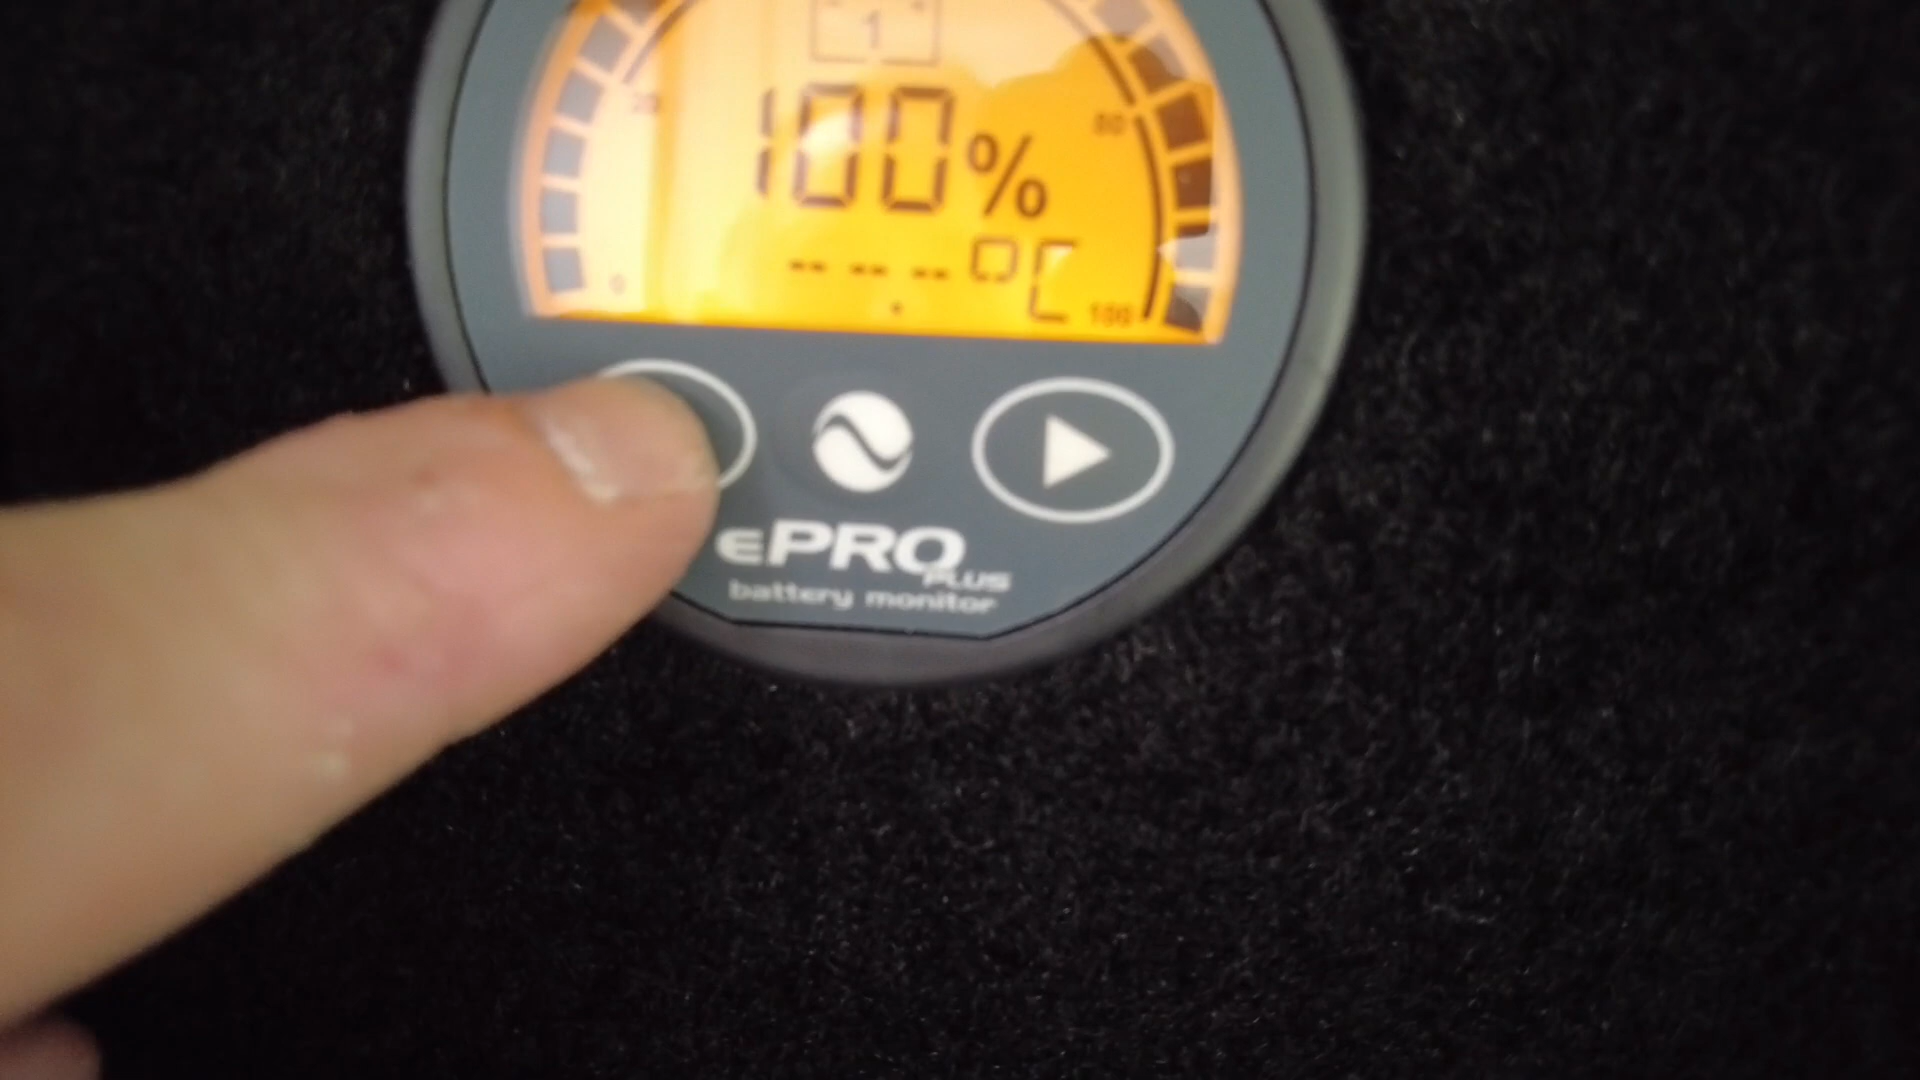 1
100%
20
80
-- -- -- °C
0
100
ePRO
PLUS
battery monitor